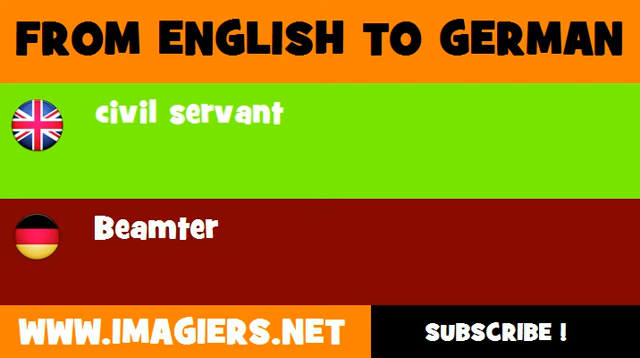 FROM ENGLISH TO GERMAN
civil servant
Beamter
WWW.IMAGIERS.NET
SUBSCRIBE !